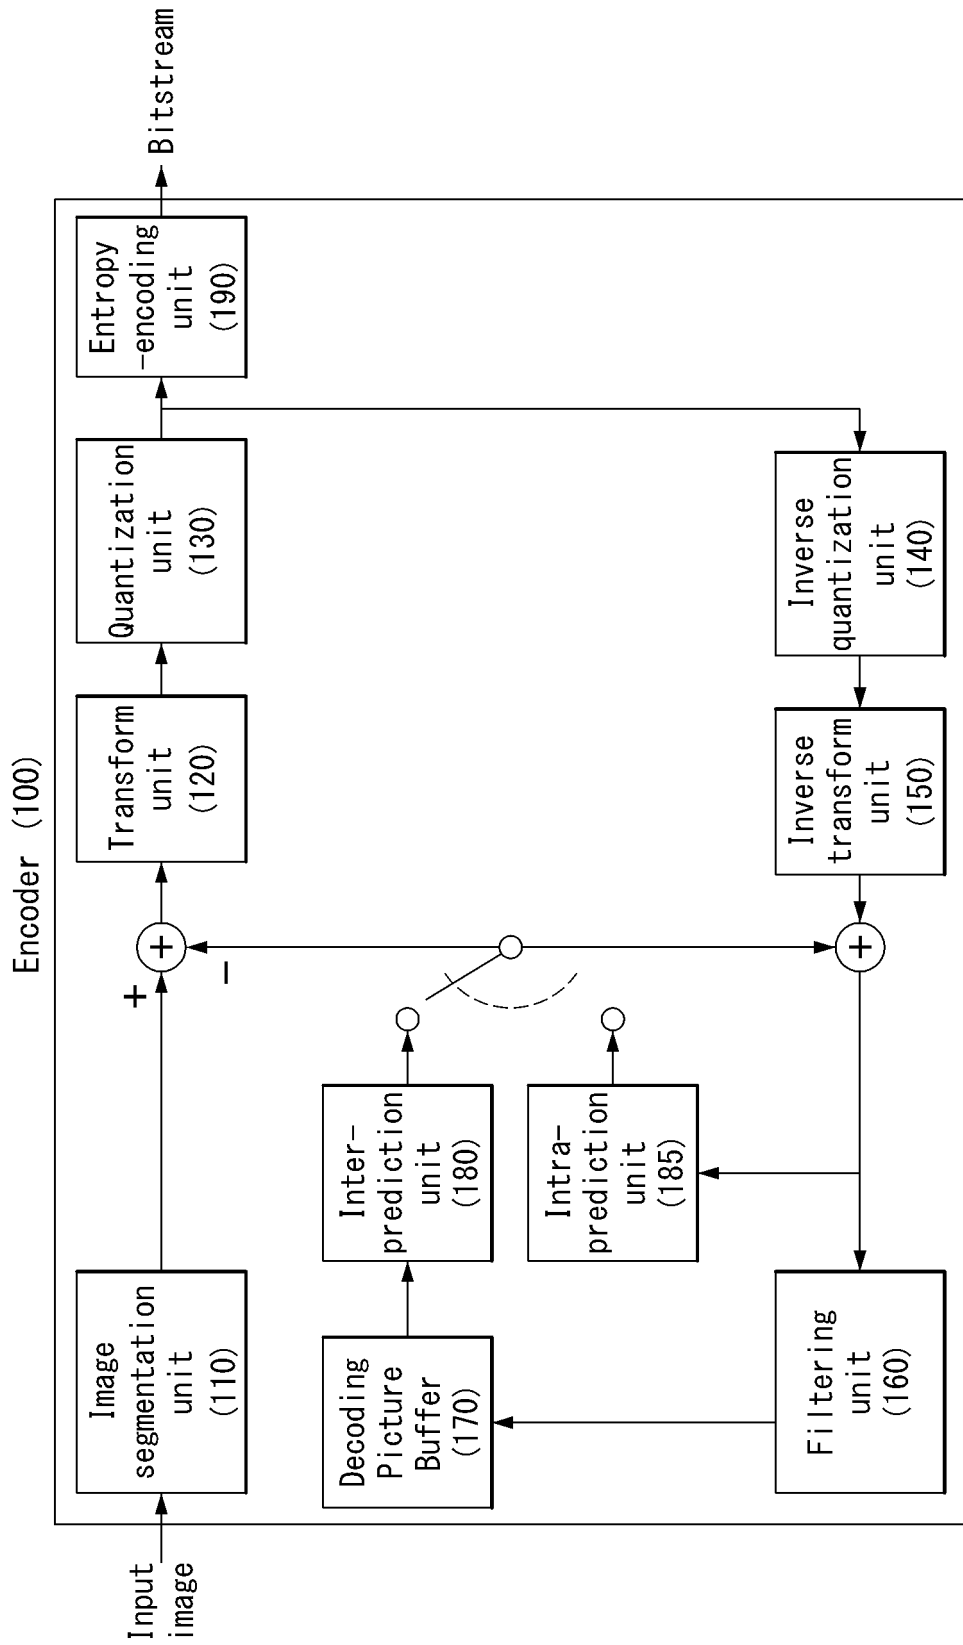 Encoder (100)
Input
image
Image
segmentation
unit
(110)
+
−
+
Transform
unit
(120)
Quantization
unit
(130)
Entropy
-encoding
unit
(190)
Bitstream
Decoding
Picture
Buffer
(170)
Inter-
prediction
unit
(180)
Intra-
prediction
unit
(185)
Filtering
unit
(160)
+
Inverse
transform
unit
(150)
Inverse
quantization
unit
(140)